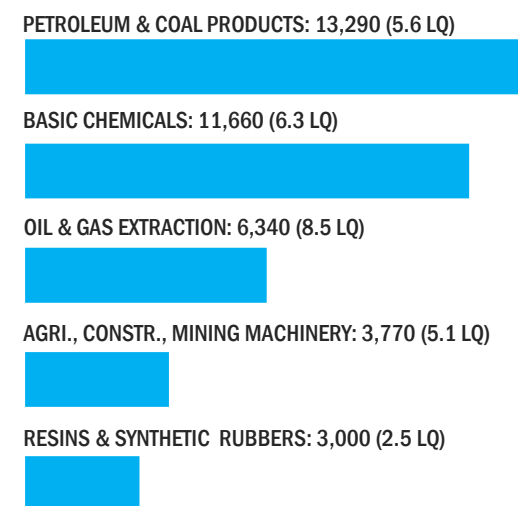 PETROLEUM & COAL PRODUCTS: 13,290 (5.6 LQ)
BASIC CHEMICALS: 11,660 (6.3 LQ)
OIL & GAS EXTRACTION: 6,340 (8.5 LQ)
AGRI., CONSTR., MINING MACHINERY: 3,770 (5.1 LQ)
RESINS & SYNTHETIC RUBBERS: 3,000 (2.5 LQ)